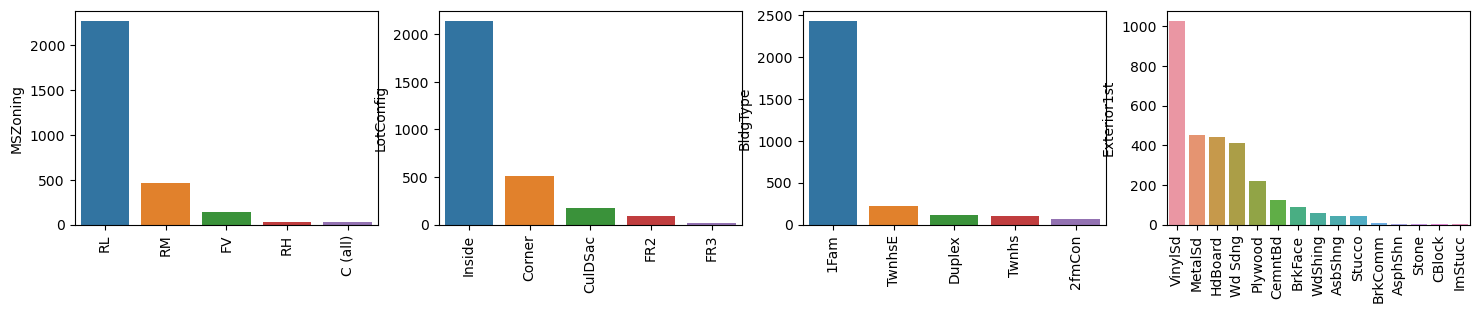 MSZoning
2000
1500
1000
500
0
RL
RM
FV
RH
C (all)
LotConfig
2000
1500
1000
500
0
Inside
Corner
CulDSac
FR2
FR3
BldgType
2500
2000
1500
1000
500
0
1Fam
TwnhsE
Duplex
Twnhs
2fmCon
Exterior1st
1000
800
600
400
200
0
VinylSd
MetalSd
HdBoard
Wd Sdng
Plywood
CemntBd
BrkFace
WdShing
AsbShng
Stucco
BrkComm
AsphShn
Stone
CBlock
ImStucc